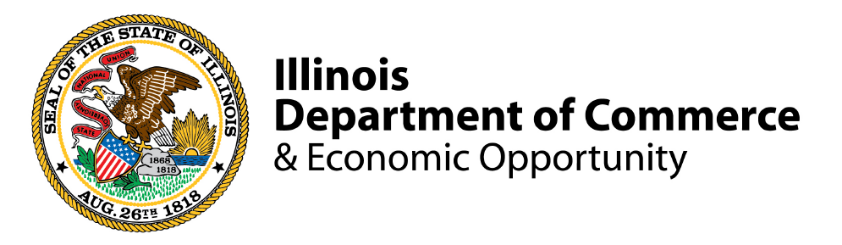 SEAL OF THE STATE OF ILLINOIS
AUG. 26TH 1818
NATIONAL UNION
STATE
1868
1818
Illinois
Department of Commerce
& Economic Opportunity